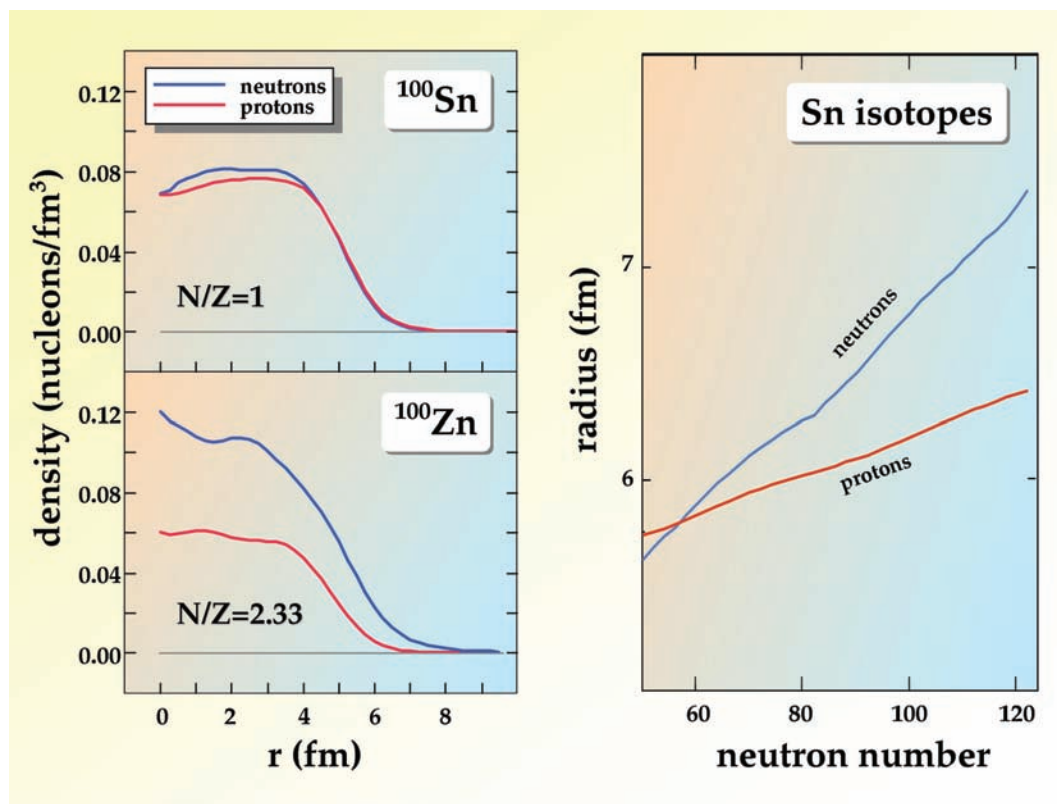 neutrons
protons
¹⁰⁰Sn
0.12
0.08
0.04
0.00
N/Z=1
¹⁰⁰Zn
0.12
0.08
0.04
0.00
N/Z=2.33
density (nucleons/fm³)
0 2 4 6 8
r (fm)
Sn isotopes
7
6
radius (fm)
neutrons
protons
60 80 100 120
neutron number